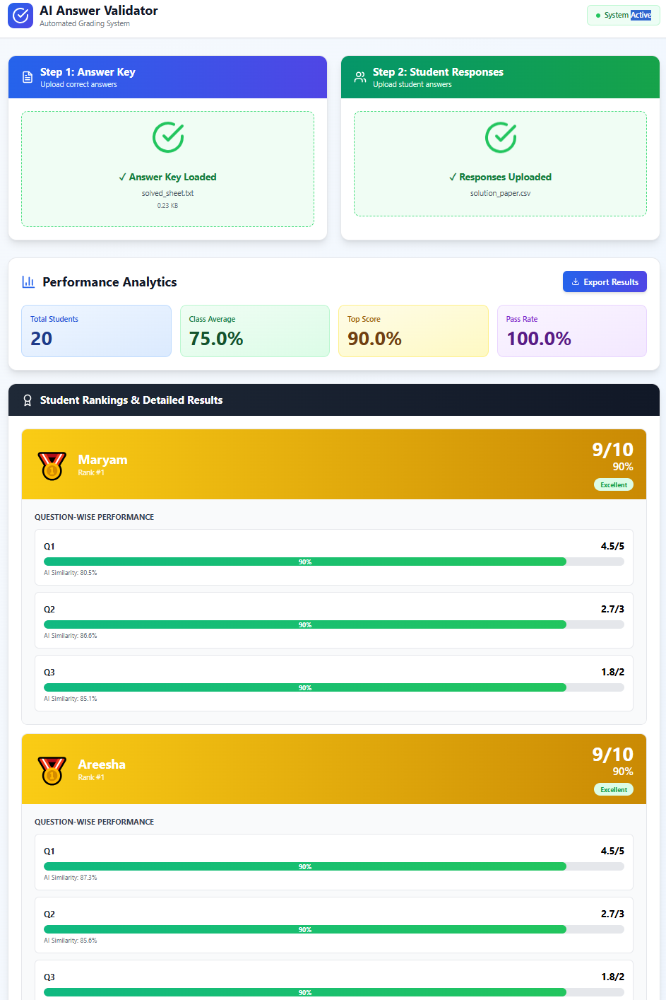 AI Answer Validator
Automated Grading System
System Active
Step 1: Answer Key
Upload correct answers
✓ Answer Key Loaded
solved_sheet.txt
0.23 KB
Step 2: Student Responses
Upload student answers
✓ Responses Uploaded
solution_paper.csv
Performance Analytics
Export Results
Total Students
20
Class Average
75.0%
Top Score
90.0%
Pass Rate
100.0%
Student Rankings & Detailed Results
1
Maryam
Rank #1
9/10
90%
Excellent
QUESTION-WISE PERFORMANCE
Q1
4.5/5
90%
AI Similarity: 80.5%
Q2
2.7/3
90%
AI Similarity: 86.6%
Q3
1.8/2
90%
AI Similarity: 85.1%
1
Areesha
Rank #1
9/10
90%
Excellent
QUESTION-WISE PERFORMANCE
Q1
4.5/5
90%
AI Similarity: 87.3%
Q2
2.7/3
90%
AI Similarity: 85.6%
Q3
1.8/2
90%